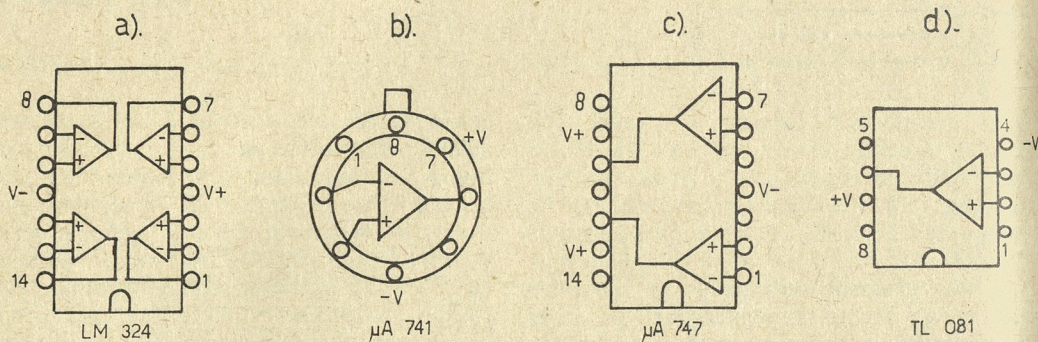 a).
b).
c).
d).
8
7
-
+
-
+
V-
V+
+
-
+
-
14
1
LM 324
1
8
7
+V
-
+
-V
µA 741
8
7
V+
-
+
V-
V+
+
-
14
1
µA 747
5
4
-V
-
+V
+
8
1
TL 081